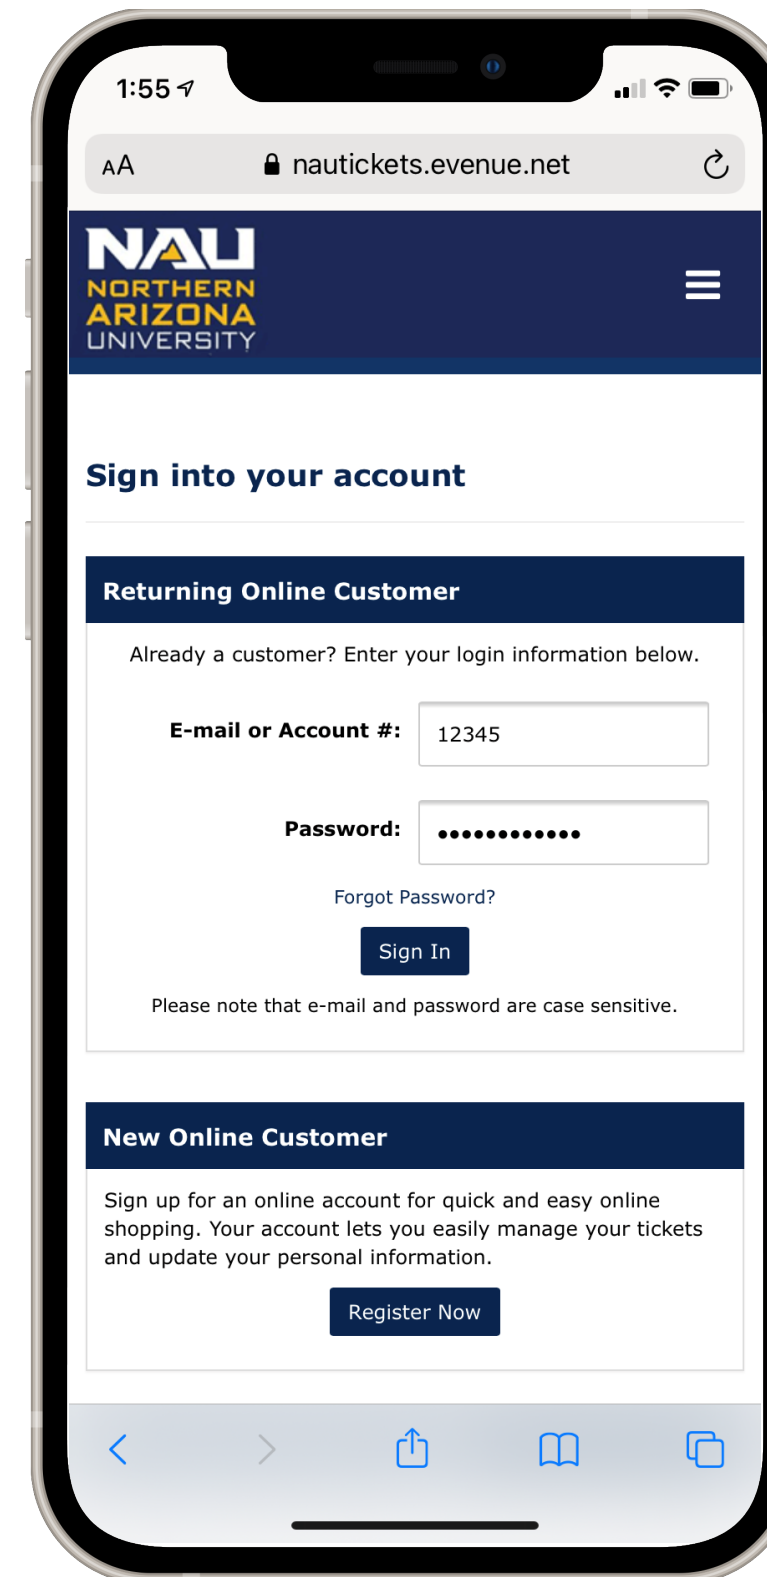 1:55
AA nautickets.evenue.net
NAU
NORTHERN
ARIZONA
UNIVERSITY
Sign into your account
Returning Online Customer
Already a customer? Enter your login information below.
E-mail or Account #: 12345
Password: ••••••••••••
Forgot Password?
Sign In
Please note that e-mail and password are case sensitive.
New Online Customer
Sign up for an online account for quick and easy online
shopping. Your account lets you easily manage your tickets
and update your personal information.
Register Now